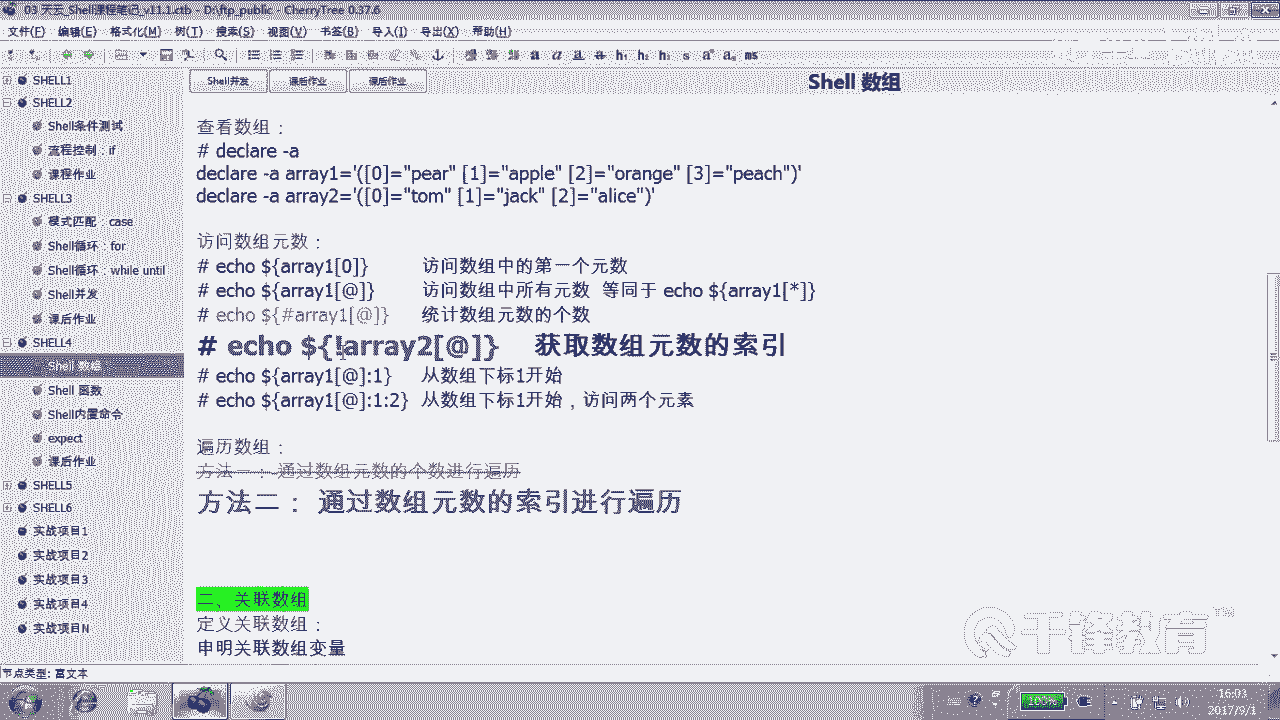 03 天云_Shell课程笔记_v11.1.ctb - D:\ftp_public - CherryTree 0.37.6
文件(F) 编辑(E) 格式化(M) 树(T) 搜索(S) 视图(V) 书签(B) 导入(I) 导出(X) 帮助(H)
SHELL1
SHELL2
Shell条件测试
流程控制：if
课程作业
SHELL3
模式匹配：case
Shell循环：for
Shell循环：while until
Shell并发
课后作业
SHELL4
Shell 数组
Shell 函数
Shell内置命令
expect
课后作业
SHELL5
SHELL6
实战项目1
实战项目2
实战项目3
实战项目4
实战项目N
Shell并发 课后作业 课后作业
Shell 数组
查看数组：
# declare -a
declare -a array1='([0]="pear" [1]="apple" [2]="orange" [3]="peach")'
declare -a array2='([0]="tom" [1]="jack" [2]="alice")'
访问数组元数：
# echo ${array1[0]} 访问数组中的第一个元数
# echo ${array1[@]} 访问数组中所有元数 等同于 echo ${array1[*]}
# echo ${#array1[@]} 统计数组元数的个数
# echo ${!array2[@]} 获取数组元数的索引
# echo ${array1[@]:1} 从数组下标1开始
# echo ${array1[@]:1:2} 从数组下标1开始，访问两个元素
遍历数组：
方法一： 通过数组元数的个数进行遍历
方法二： 通过数组元数的索引进行遍历
二、关联数组
定义关联数组：
申明关联数组变量
千锋教育 TM
节点类型: 富文本
100%
16:03
2017/9/1